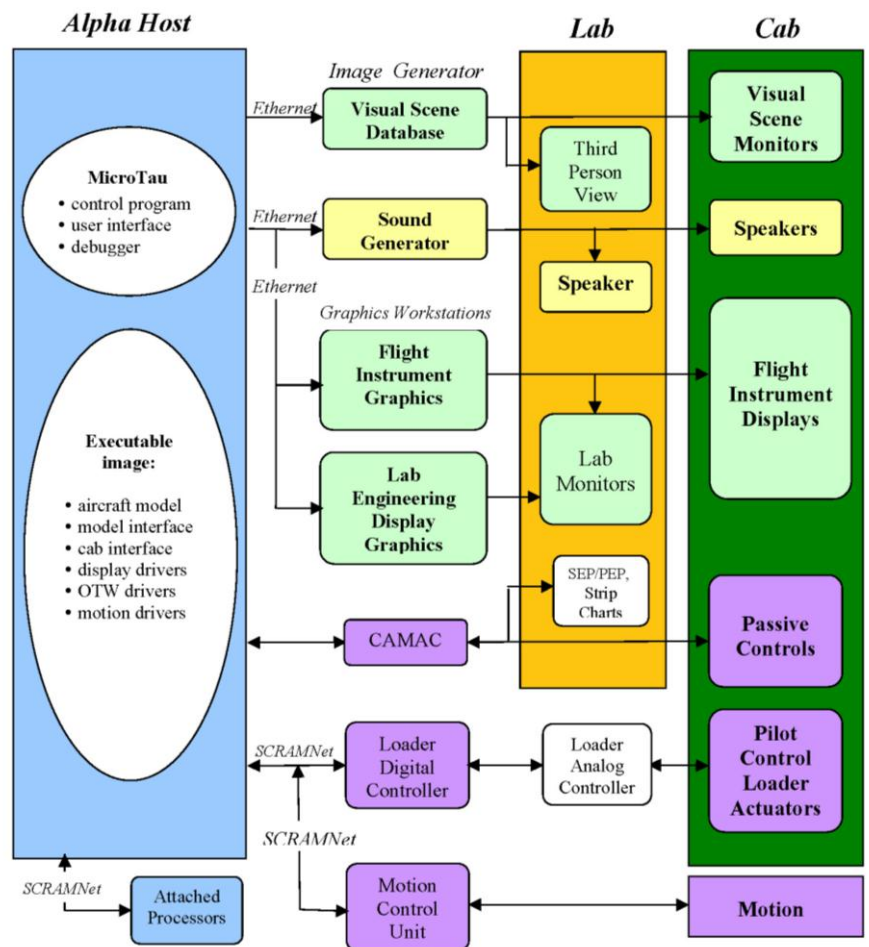 Alpha Host
Lab
Cab
Image Generator
Ethernet
Visual Scene
Database
Visual
Scene
Monitors
Third
Person
View
MicroTau
• control program
• user interface
• debugger
Ethernet
Sound
Generator
Speakers
Speaker
Ethernet
Graphics Workstations
Flight
Instrument
Graphics
Flight
Instrument
Displays
Executable
image:
• aircraft model
• model interface
• cab interface
• display drivers
• OTW drivers
• motion drivers
Lab
Engineering
Display
Graphics
Lab
Monitors
SEP/PEP,
Strip
Charts
CAMAC
Passive
Controls
SCRAMNet
Loader
Digital
Controller
Loader
Analog
Controller
Pilot
Control
Loader
Actuators
SCRAMNet
SCRAMNet
Attached
Processors
Motion
Control
Unit
Motion